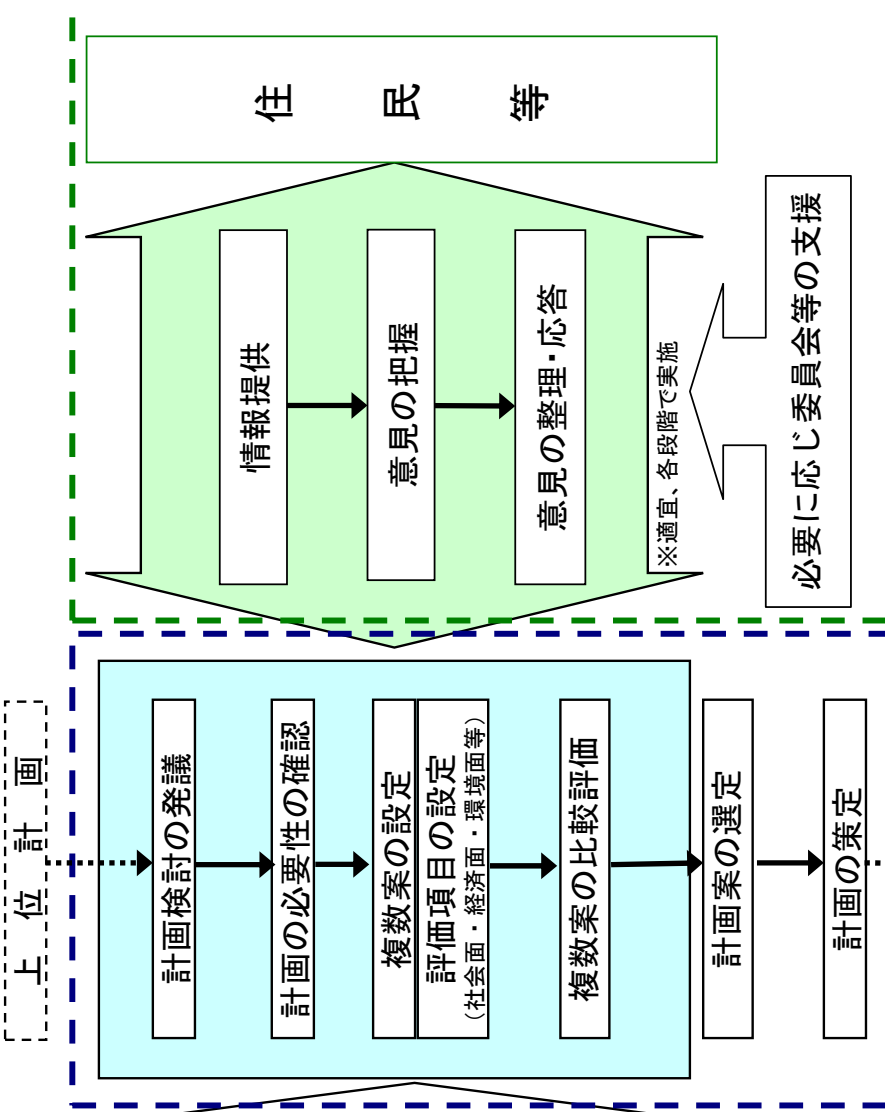 上位計画
計画検討の発議
計画の必要性の確認
複数案の設定
評価項目の設定
（社会面・経済面・環境面等）
複数案の比較評価
計画案の選定
計画の策定
住民等
情報提供
意見の把握
意見の整理・応答
※適宜、各段階で実施
必要に応じ委員会等の支援